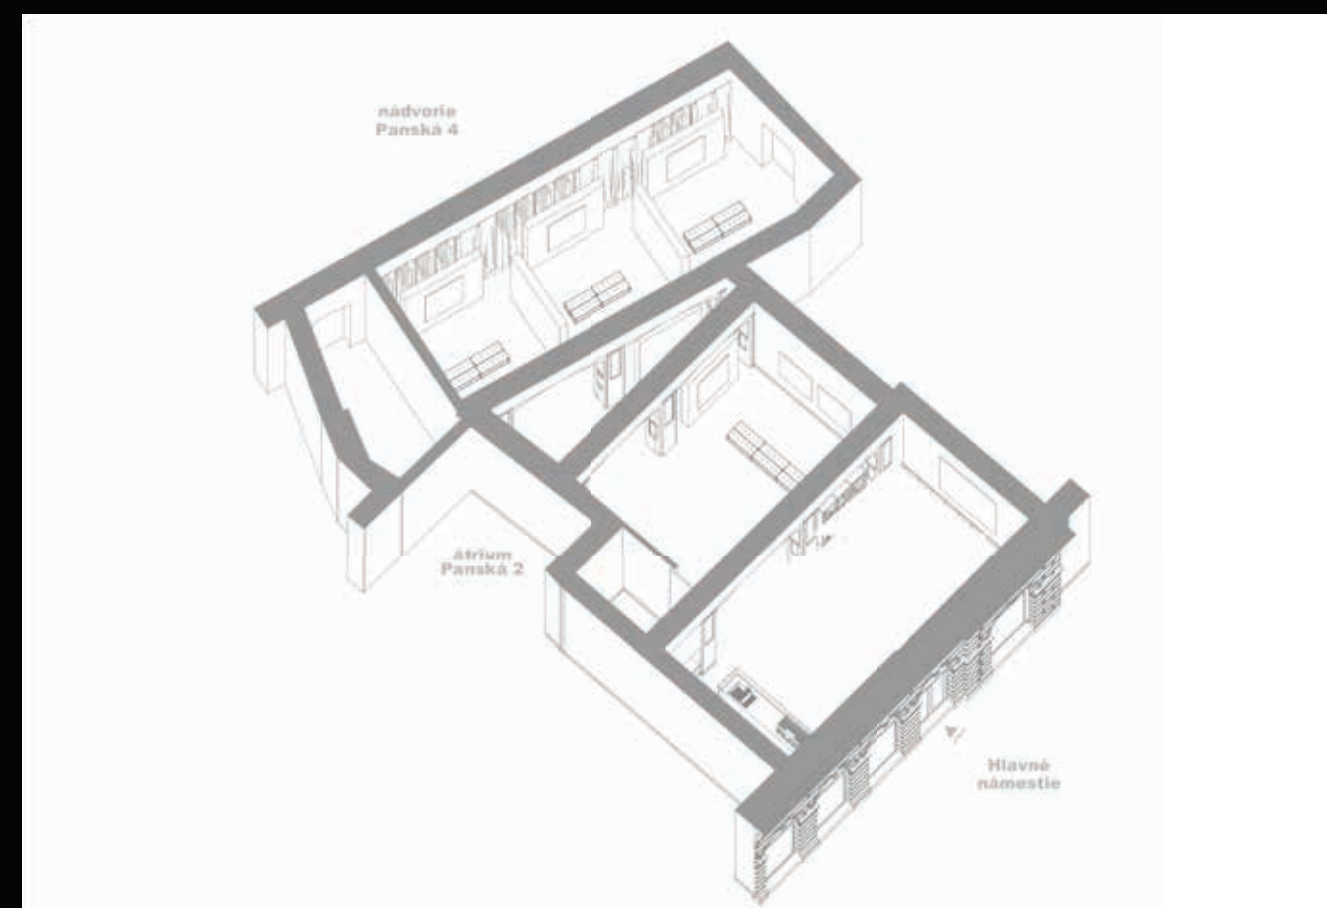 nádvorie
Panská 4
átrium
Panská 2
Hlavné
námestie